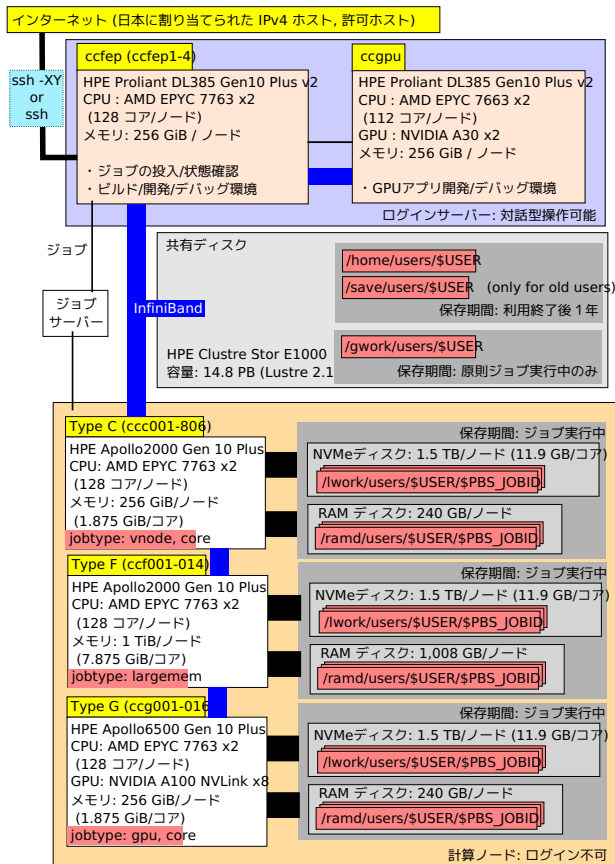 インターネット (日本に割り当てられた IPv4 ホスト, 許可ホスト)
ssh -XY
or
ssh
ccfep (ccfep1-4)
HPE Proliant DL385 Gen10 Plus v2
CPU : AMD EPYC 7763 x2
(128 コア/ノード)
メモリ: 256 GiB / ノード
・ジョブの投入/状態確認
・ビルド/開発/デバッグ環境
ccgpu
HPE Proliant DL385 Gen10 Plus v2
CPU : AMD EPYC 7663 x2
(112 コア/ノード)
GPU : NVIDIA A30 x2
メモリ: 256 GiB / ノード
・GPUアプリ開発/デバッグ環境
ログインサーバー: 対話型操作可能
ジョブ
ジョブ
サーバー
InfiniBand
共有ディスク
/home/users/$USER
/save/users/$USER (only for old users)
保存期間: 利用終了後１年
/gwork/users/$USER
保存期間: 原則ジョブ実行中のみ
HPE Clustre Stor E1000
容量: 14.8 PB (Lustre 2.1
Type C (ccc001-806)
HPE Apollo2000 Gen 10 Plus
CPU: AMD EPYC 7763 x2
(128 コア/ノード)
メモリ: 256 GiB/ノード
(1.875 GiB/コア)
jobtype: vnode, core
保存期間: ジョブ実行中
NVMeディスク: 1.5 TB/ノード (11.9 GB/コア)
/lwork/users/$USER/$PBS_JOBID
RAM ディスク: 240 GB/ノード
/ramd/users/$USER/$PBS_JOBID
Type F (ccf001-014)
HPE Apollo2000 Gen 10 Plus
CPU: AMD EPYC 7763 x2
(128 コア/ノード)
メモリ: 1 TiB/ノード
(7.875 GiB/コア)
jobtype: largemem
保存期間: ジョブ実行中
NVMeディスク: 1.5 TB/ノード (11.9 GB/コア)
/lwork/users/$USER/$PBS_JOBID
RAM ディスク: 1,008 GB/ノード
/ramd/users/$USER/$PBS_JOBID
Type G (ccg001-016
HPE Apollo6500 Gen 10 Plus
CPU: AMD EPYC 7763 x2
(128 コア/ノード)
GPU: NVIDIA A100 NVLink x8
メモリ: 256 GiB/ノード
(1.875 GiB/コア)
jobtype: gpu, core
保存期間: ジョブ実行中
NVMeディスク: 1.5 TB/ノード (11.9 GB/コア)
/lwork/users/$USER/$PBS_JOBID
RAM ディスク: 240 GB/ノード
/ramd/users/$USER/$PBS_JOBID
計算ノード: ログイン不可